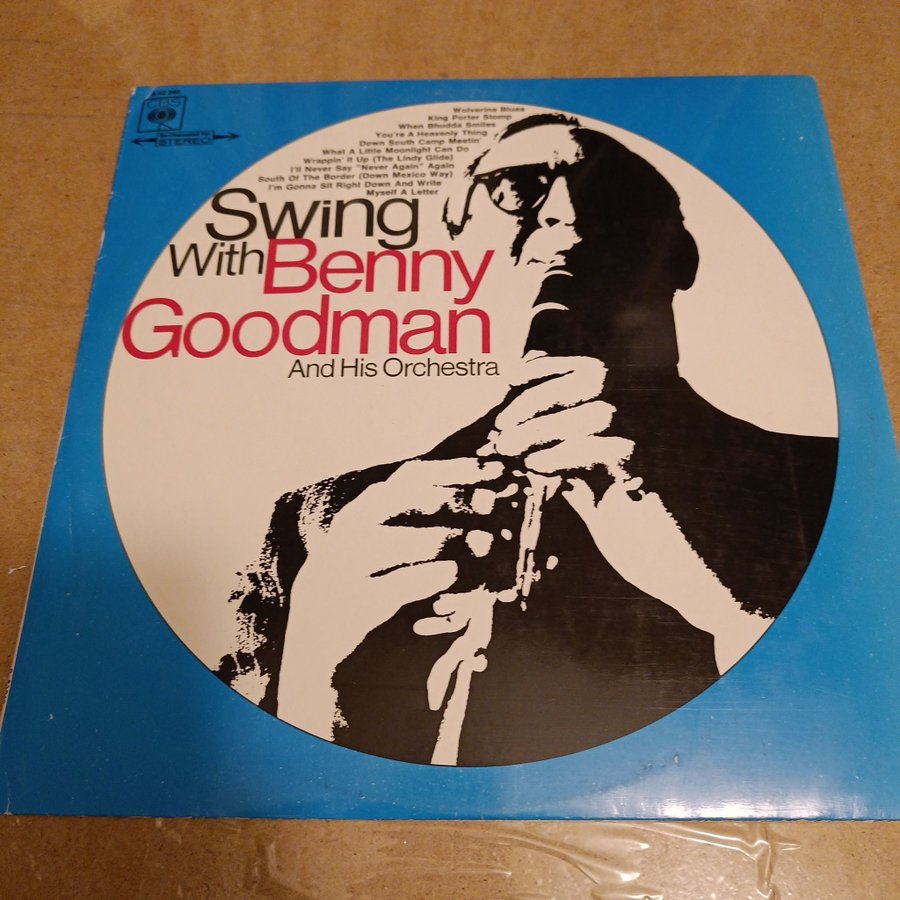 CBS
STEREO
Wolverine Blues
King Porter Stomp
When Bhudda Smiles
You're A Heavenly Thing
Down South Camp Meetin'
What A Little Moonlight Can Do
Wrappin' It Up (The Lindy Glide)
I'll Never Say "Never Again" Again
South Of The Border (Down Mexico Way)
I'm Gonna Sit Right Down And Write
Myself A Letter
Swing
With Benny
Goodman
And His Orchestra